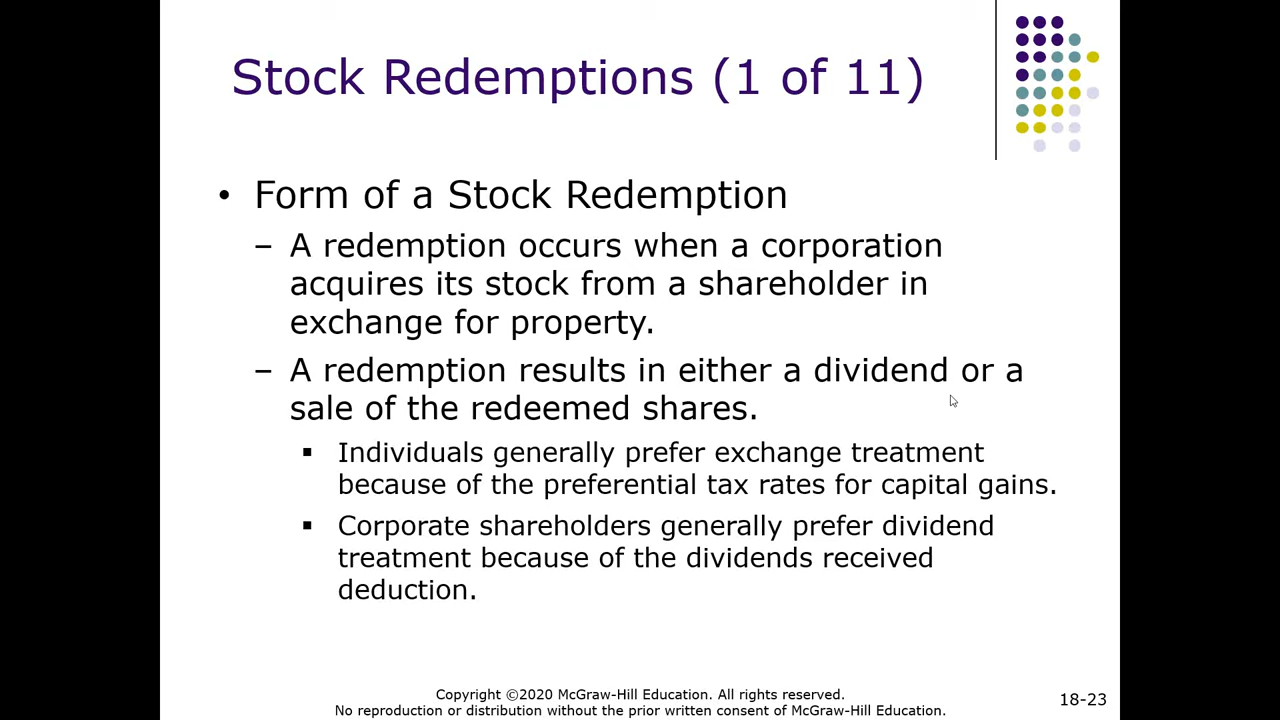 Stock Redemptions (1 of 11)
• Form of a Stock Redemption
– A redemption occurs when a corporation
acquires its stock from a shareholder in
exchange for property.
– A redemption results in either a dividend or a
sale of the redeemed shares.
▪ Individuals generally prefer exchange treatment
because of the preferential tax rates for capital gains.
▪ Corporate shareholders generally prefer dividend
treatment because of the dividends received
deduction.
Copyright ©2020 McGraw-Hill Education. All rights reserved.
No reproduction or distribution without the prior written consent of McGraw-Hill Education.
18-23